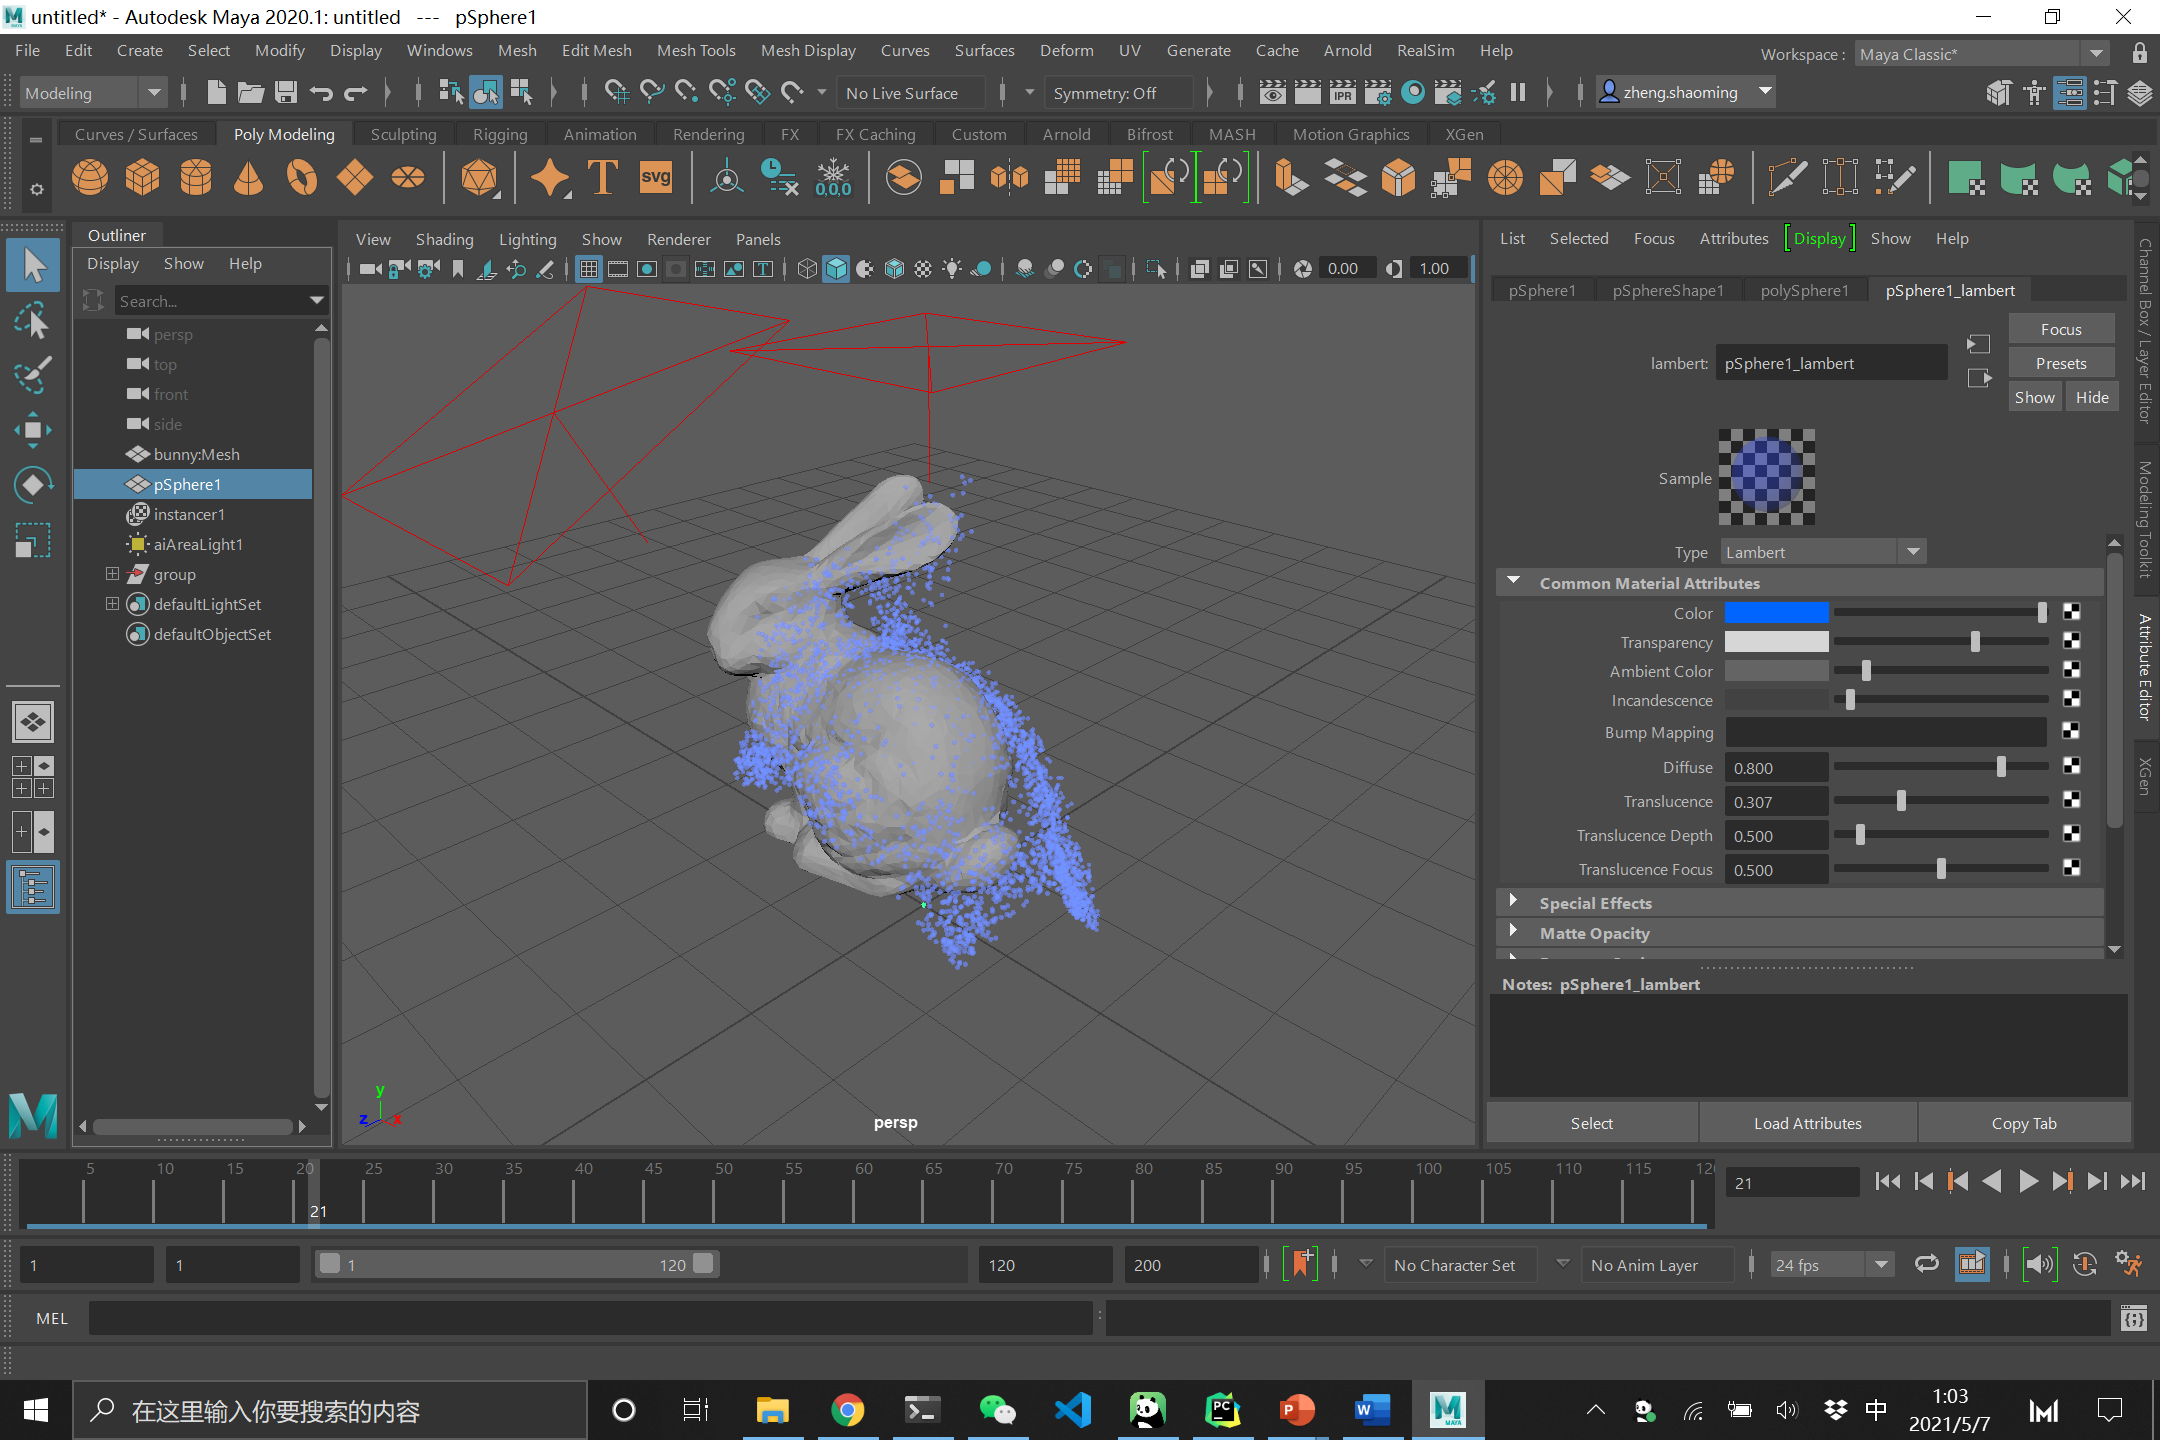 untitled* - Autodesk Maya 2020.1: untitled --- pSphere1
File Edit Create Select Modify Display Windows Mesh Edit Mesh Mesh Tools Mesh Display Curves Surfaces Deform UV Generate Cache Arnold RealSim Help
Workspace : Maya Classic*
Modeling
No Live Surface
Symmetry: Off
IPR
zheng.shaoming
Curves / Surfaces Poly Modeling Sculpting Rigging Animation Rendering FX FX Caching Custom Arnold Bifrost MASH Motion Graphics XGen
T svg 0,0,0
Outliner
Display Show Help
Search...
persp
top
front
side
bunny:Mesh
pSphere1
instancer1
aiAreaLight1
group
defaultLightSet
defaultObjectSet
View Shading Lighting Show Renderer Panels
0.00 1.00
y
z x
persp
List Selected Focus Attributes Display Show Help
pSphere1 pSphereShape1 polySphere1 pSphere1_lambert
lambert: pSphere1_lambert
Focus
Presets
Show Hide
Sample
Type Lambert
Common Material Attributes
Color
Transparency
Ambient Color
Incandescence
Bump Mapping
Diffuse 0.800
Translucence 0.307
Translucence Depth 0.500
Translucence Focus 0.500
Special Effects
Matte Opacity
Notes: pSphere1_lambert
Select Load Attributes Copy Tab
Channel Box / Layer Editor
Modeling Toolkit
Attribute Editor
XGen
5 10 15 20 25 30 35 40 45 50 55 60 65 70 75 80 85 90 95 100 105 110 115 12
21
21
1 1 1 120 120 200 No Character Set No Anim Layer 24 fps
MEL
在这里输入你要搜索的内容
PC
P
W
MAYA
中
1:03
2021/5/7